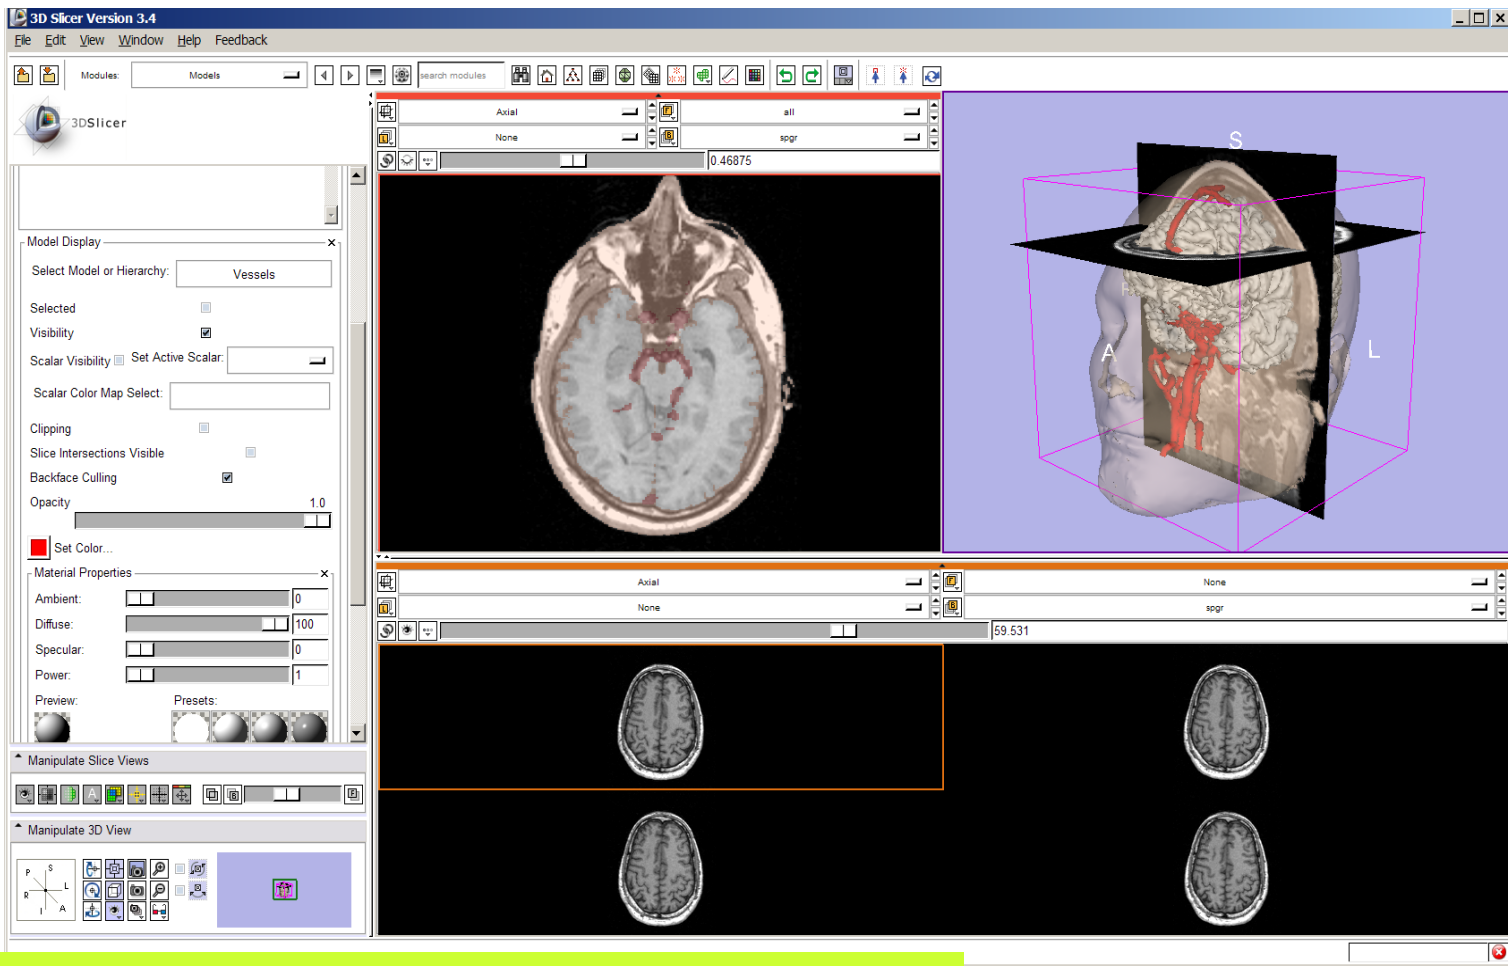 3D Slicer Version 3.4
File Edit View Window Help Feedback
Modules: Models search modules
3DSlicer
Model Display
Select Model or Hierarchy: Vessels
Selected
Visibility
Scalar Visibility Set Active Scalar:
Scalar Color Map Select:
Clipping
Slice Intersections Visible
Backface Culling
Opacity 1.0
Set Color...
Material Properties
Ambient: 0
Diffuse: 100
Specular: 0
Power: 1
Preview: Presets:
Manipulate Slice Views
Manipulate 3D View
P S
R L
I A
Axial all
None spgr
0.46875
S
R
A L
Axial None
None spgr
59.531